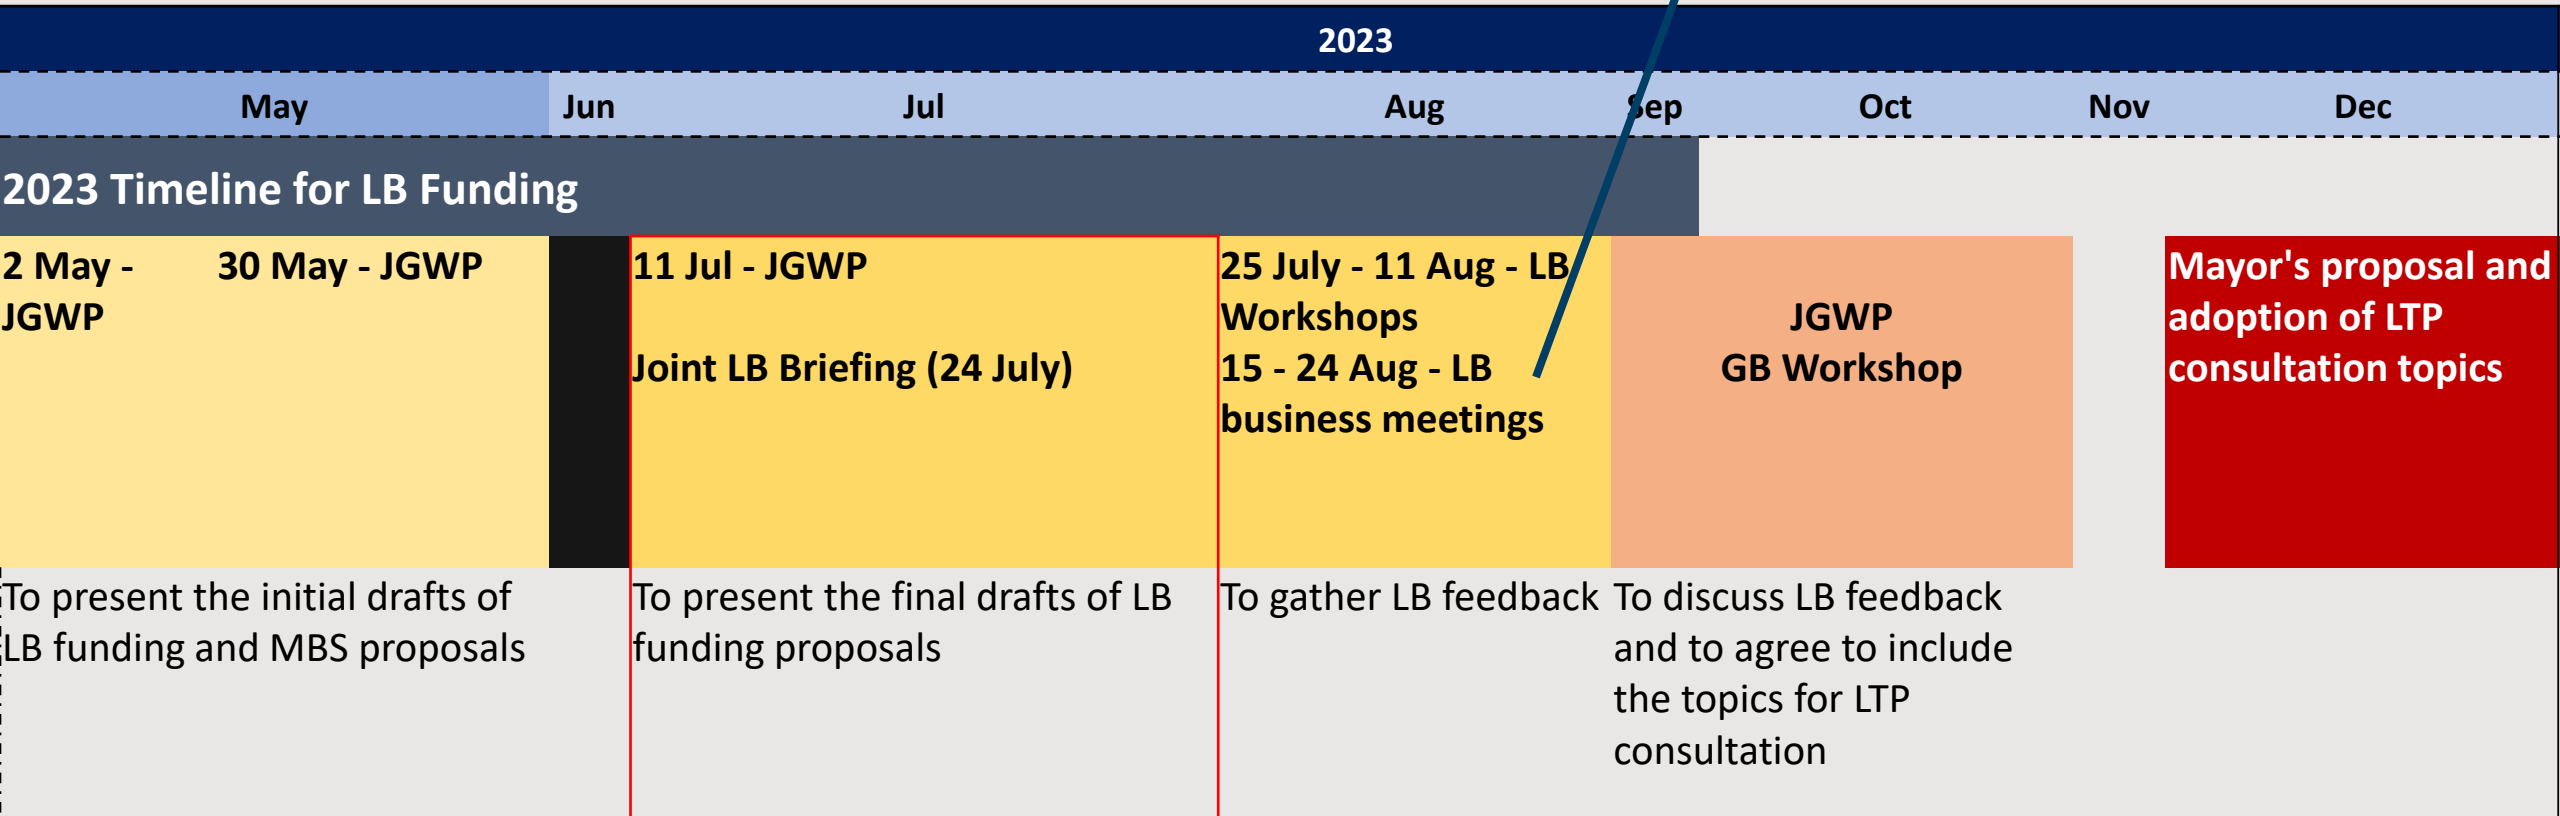 2023
May Jun Jul Aug Sep Oct Nov Dec
2023 Timeline for LB Funding
2 May -
JGWP
30 May - JGWP
11 Jul - JGWP
Joint LB Briefing (24 July)
25 July - 11 Aug - LB
Workshops
15 - 24 Aug - LB
business meetings
JGWP
GB Workshop
Mayor's proposal and
adoption of LTP
consultation topics
To present the initial drafts of
LB funding and MBS proposals
To present the final drafts of LB
funding proposals
To gather LB feedback
To discuss LB feedback
and to agree to include
the topics for LTP
consultation